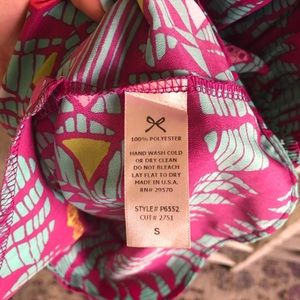 100% POLYESTER
HAND WASH COLD
OR DRY CLEAN
DO NOT BLEACH
LAY FLAT TO DRY
MADE IN U.S.A.
RN# 29570
STYLE# P6352
CUT# 2751
S